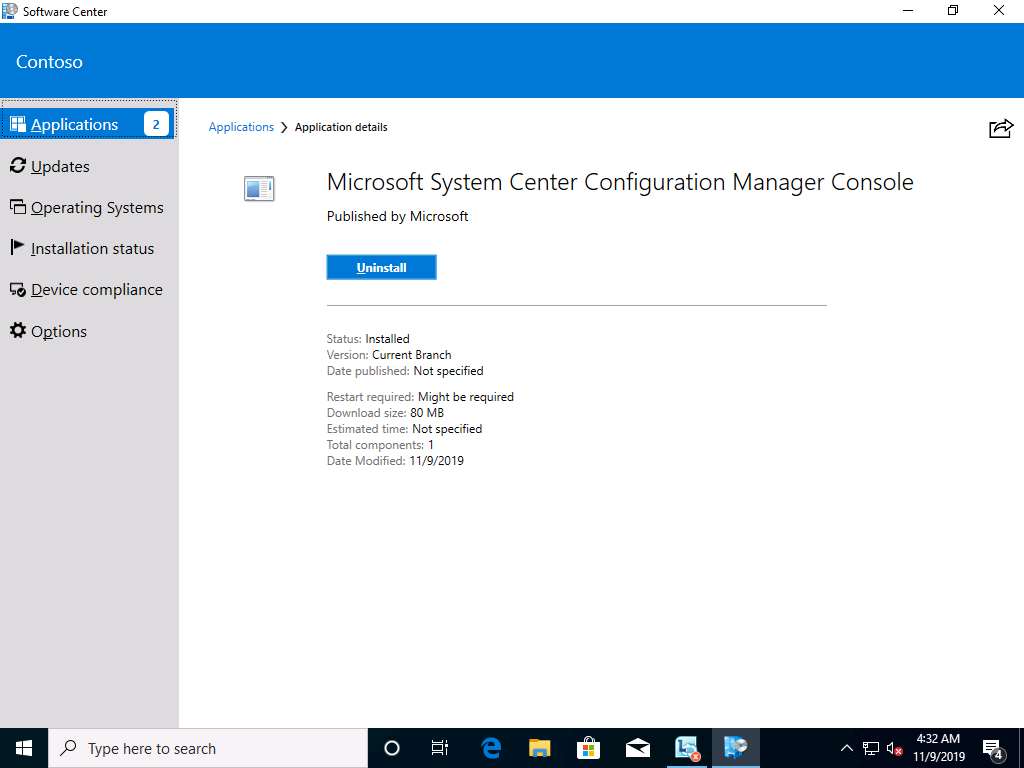 Software Center
Contoso
Applications 2
Updates
Operating Systems
Installation status
Device compliance
Options
Applications > Application details
Microsoft System Center Configuration Manager Console
Published by Microsoft
Uninstall
Status: Installed
Version: Current Branch
Date published: Not specified
Restart required: Might be required
Download size: 80 MB
Estimated time: Not specified
Total components: 1
Date Modified: 11/9/2019
Type here to search
4:32 AM
11/9/2019
4